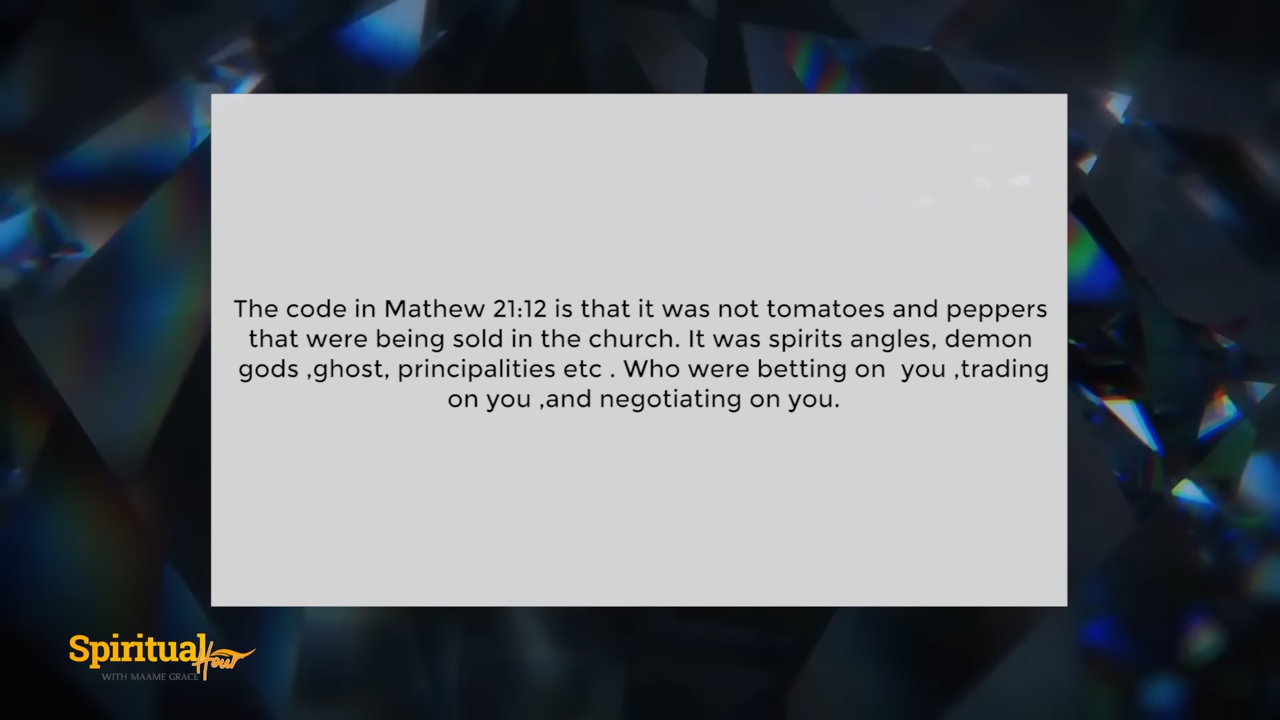 The code in Mathew 21:12 is that it was not tomatoes and peppers
that were being sold in the church. It was spirits angles, demon
gods ,ghost, principalities etc . Who were betting on  you ,trading
on you ,and negotiating on you.
Spiritual Hour
WITH MAAME GRACE